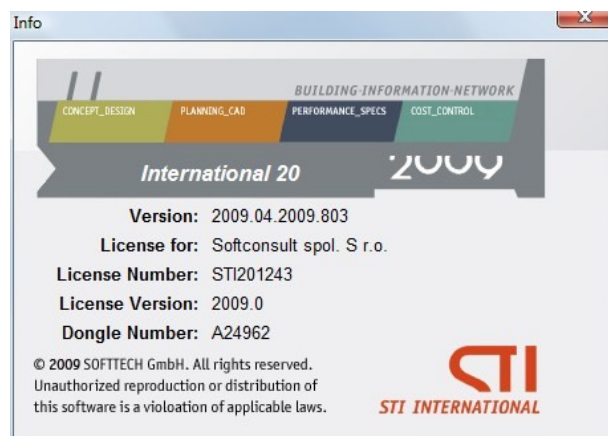 Info
X
BUILDING-INFORMATION-NETWORK
CONCEPT_DESIGN PLANNING_CAD PERFORMANCE_SPECS COST_CONTROL
International 20 2009
Version: 2009.04.2009.803
License for: Softconsult spol. S r.o.
License Number: STI201243
License Version: 2009.0
Dongle Number: A24962
© 2009 SOFTTECH GmbH. All rights reserved.
Unauthorized reproduction or distribution of
this software is a violoation of applicable laws.
STI
STI INTERNATIONAL